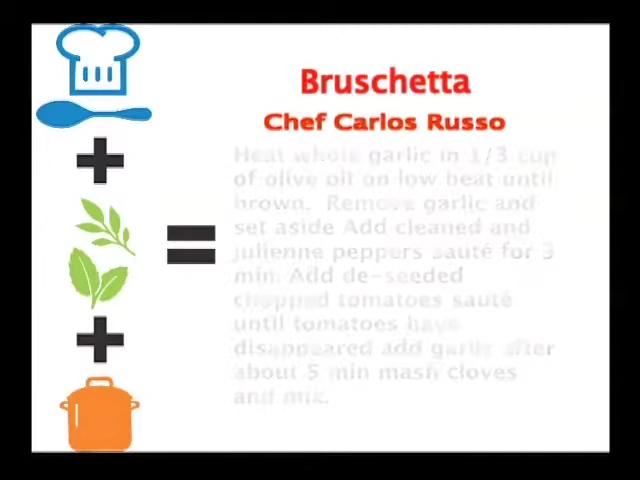 Bruschetta
Chef Carlos Russo
Heat whole garlic in 1/3 cup
of olive oil on low heat until
brown. Remove garlic and
set aside Add cleaned and
julienne peppers sauté for 3
min. Add de-seeded
chopped tomatoes sauté
until tomatoes have
disappeared add garlic after
about 5 min mash cloves
and mix.